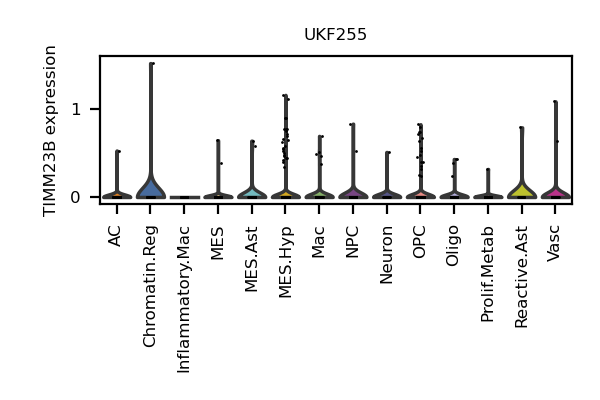 UKF255
TIMM23B expression
1
0
AC
Chromatin.Reg
Inflammatory.Mac
MES
MES.Ast
MES.Hyp
Mac
NPC
Neuron
OPC
Oligo
Prolif.Metab
Reactive.Ast
Vasc